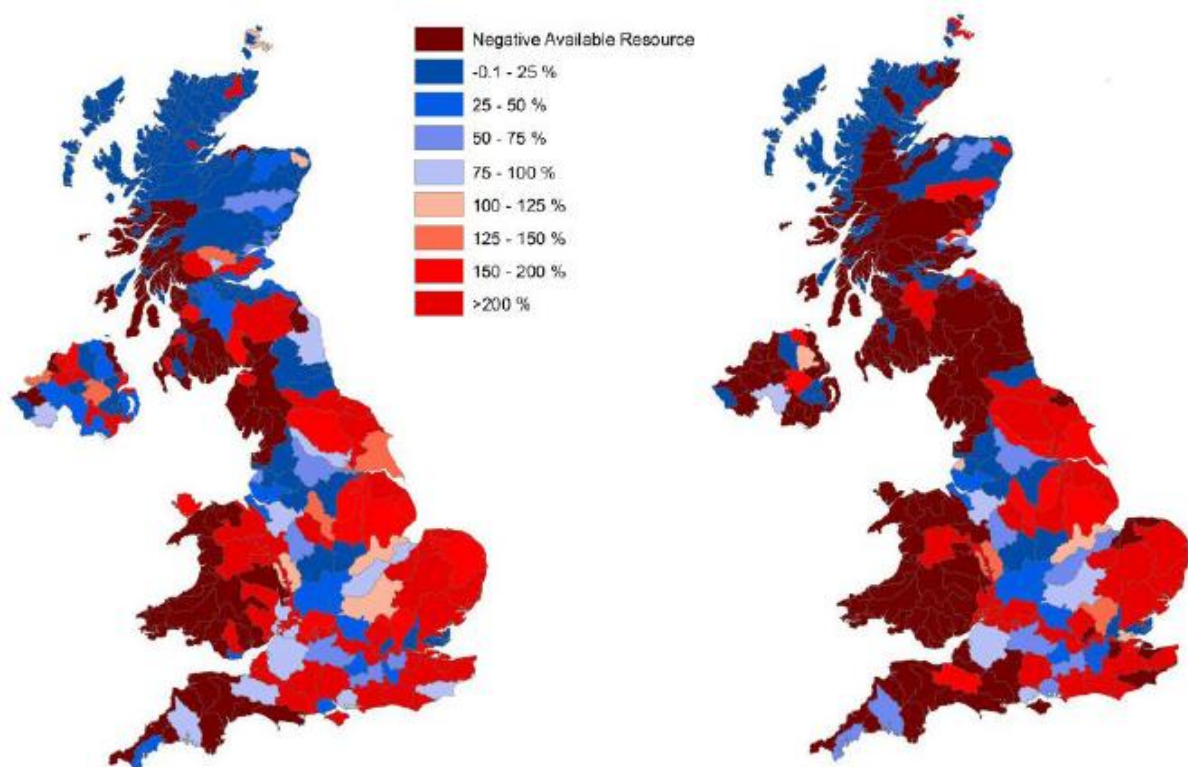 Negative Available Resource
-0.1 - 25 %
25 - 50 %
50 - 75 %
75 - 100 %
100 - 125 %
125 - 150 %
150 - 200 %
>200 %